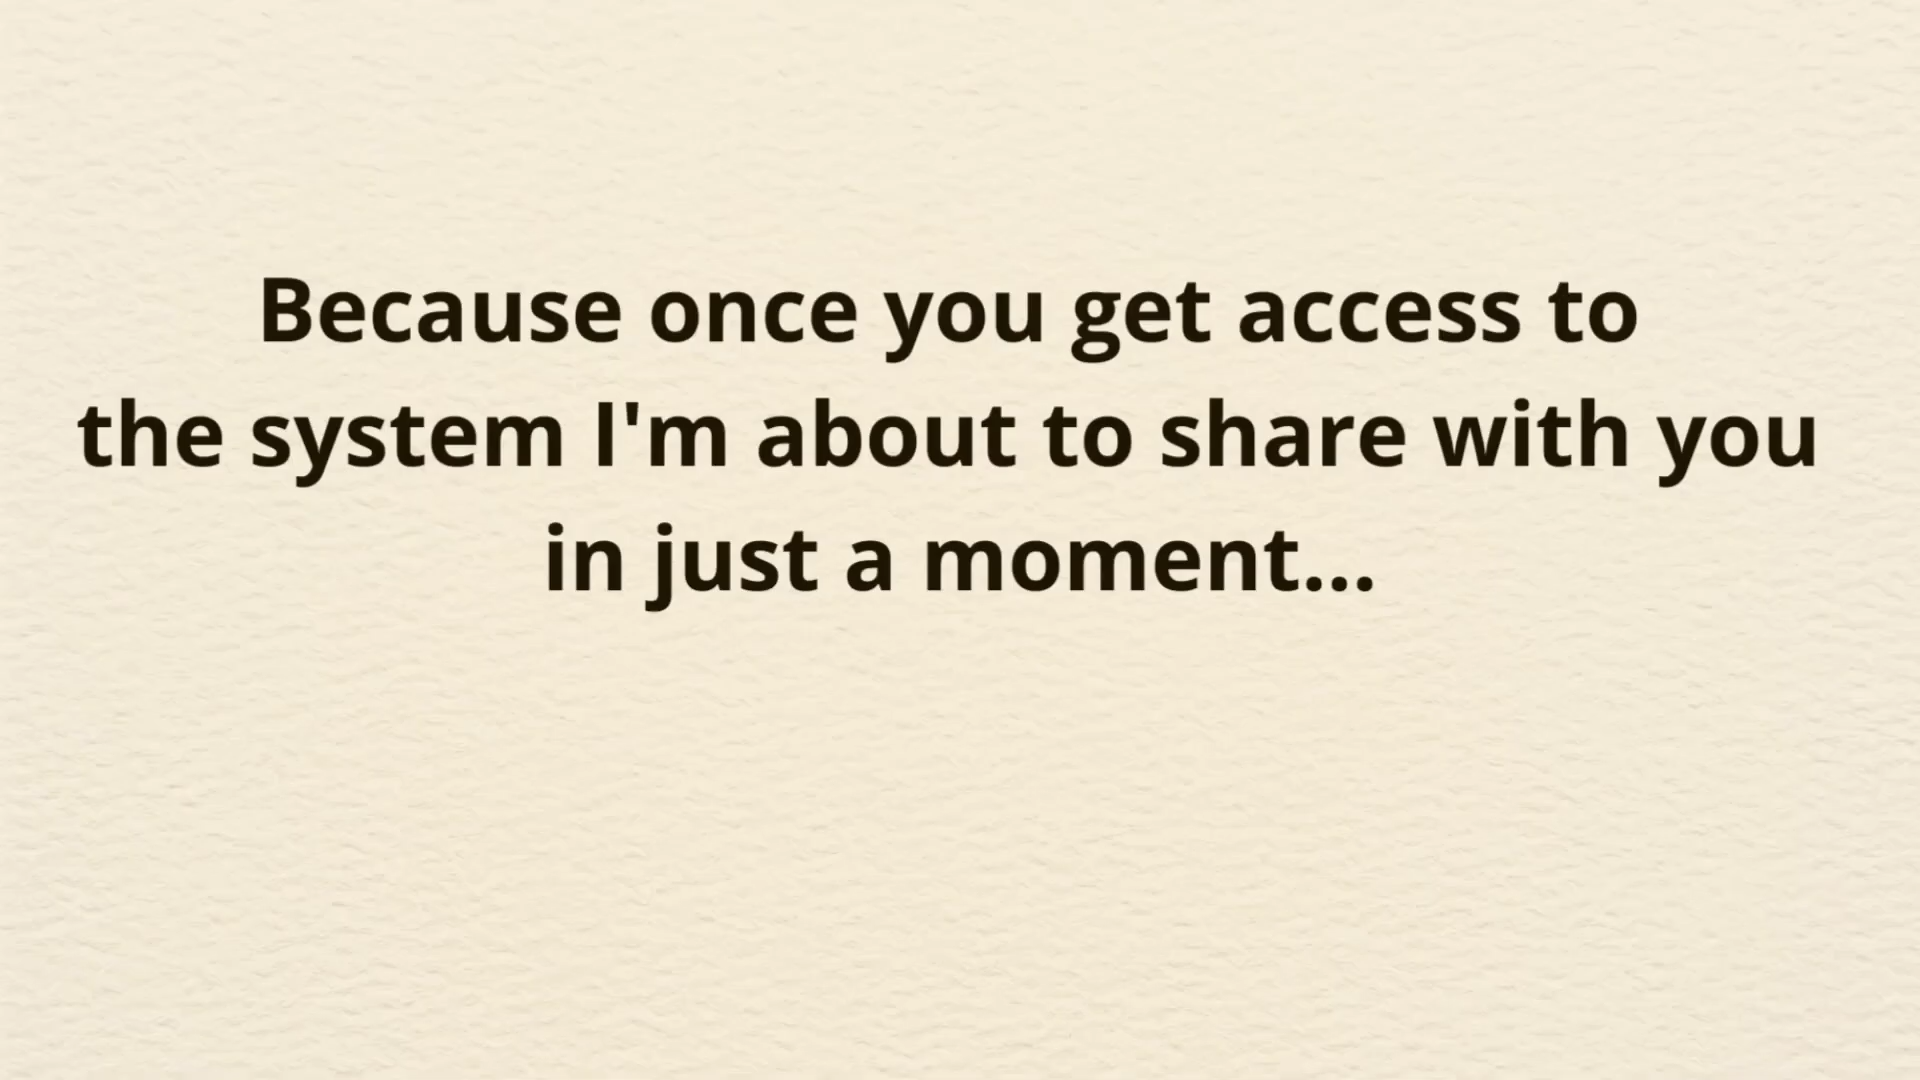 Because once you get access to
the system I'm about to share with you
in just a moment...